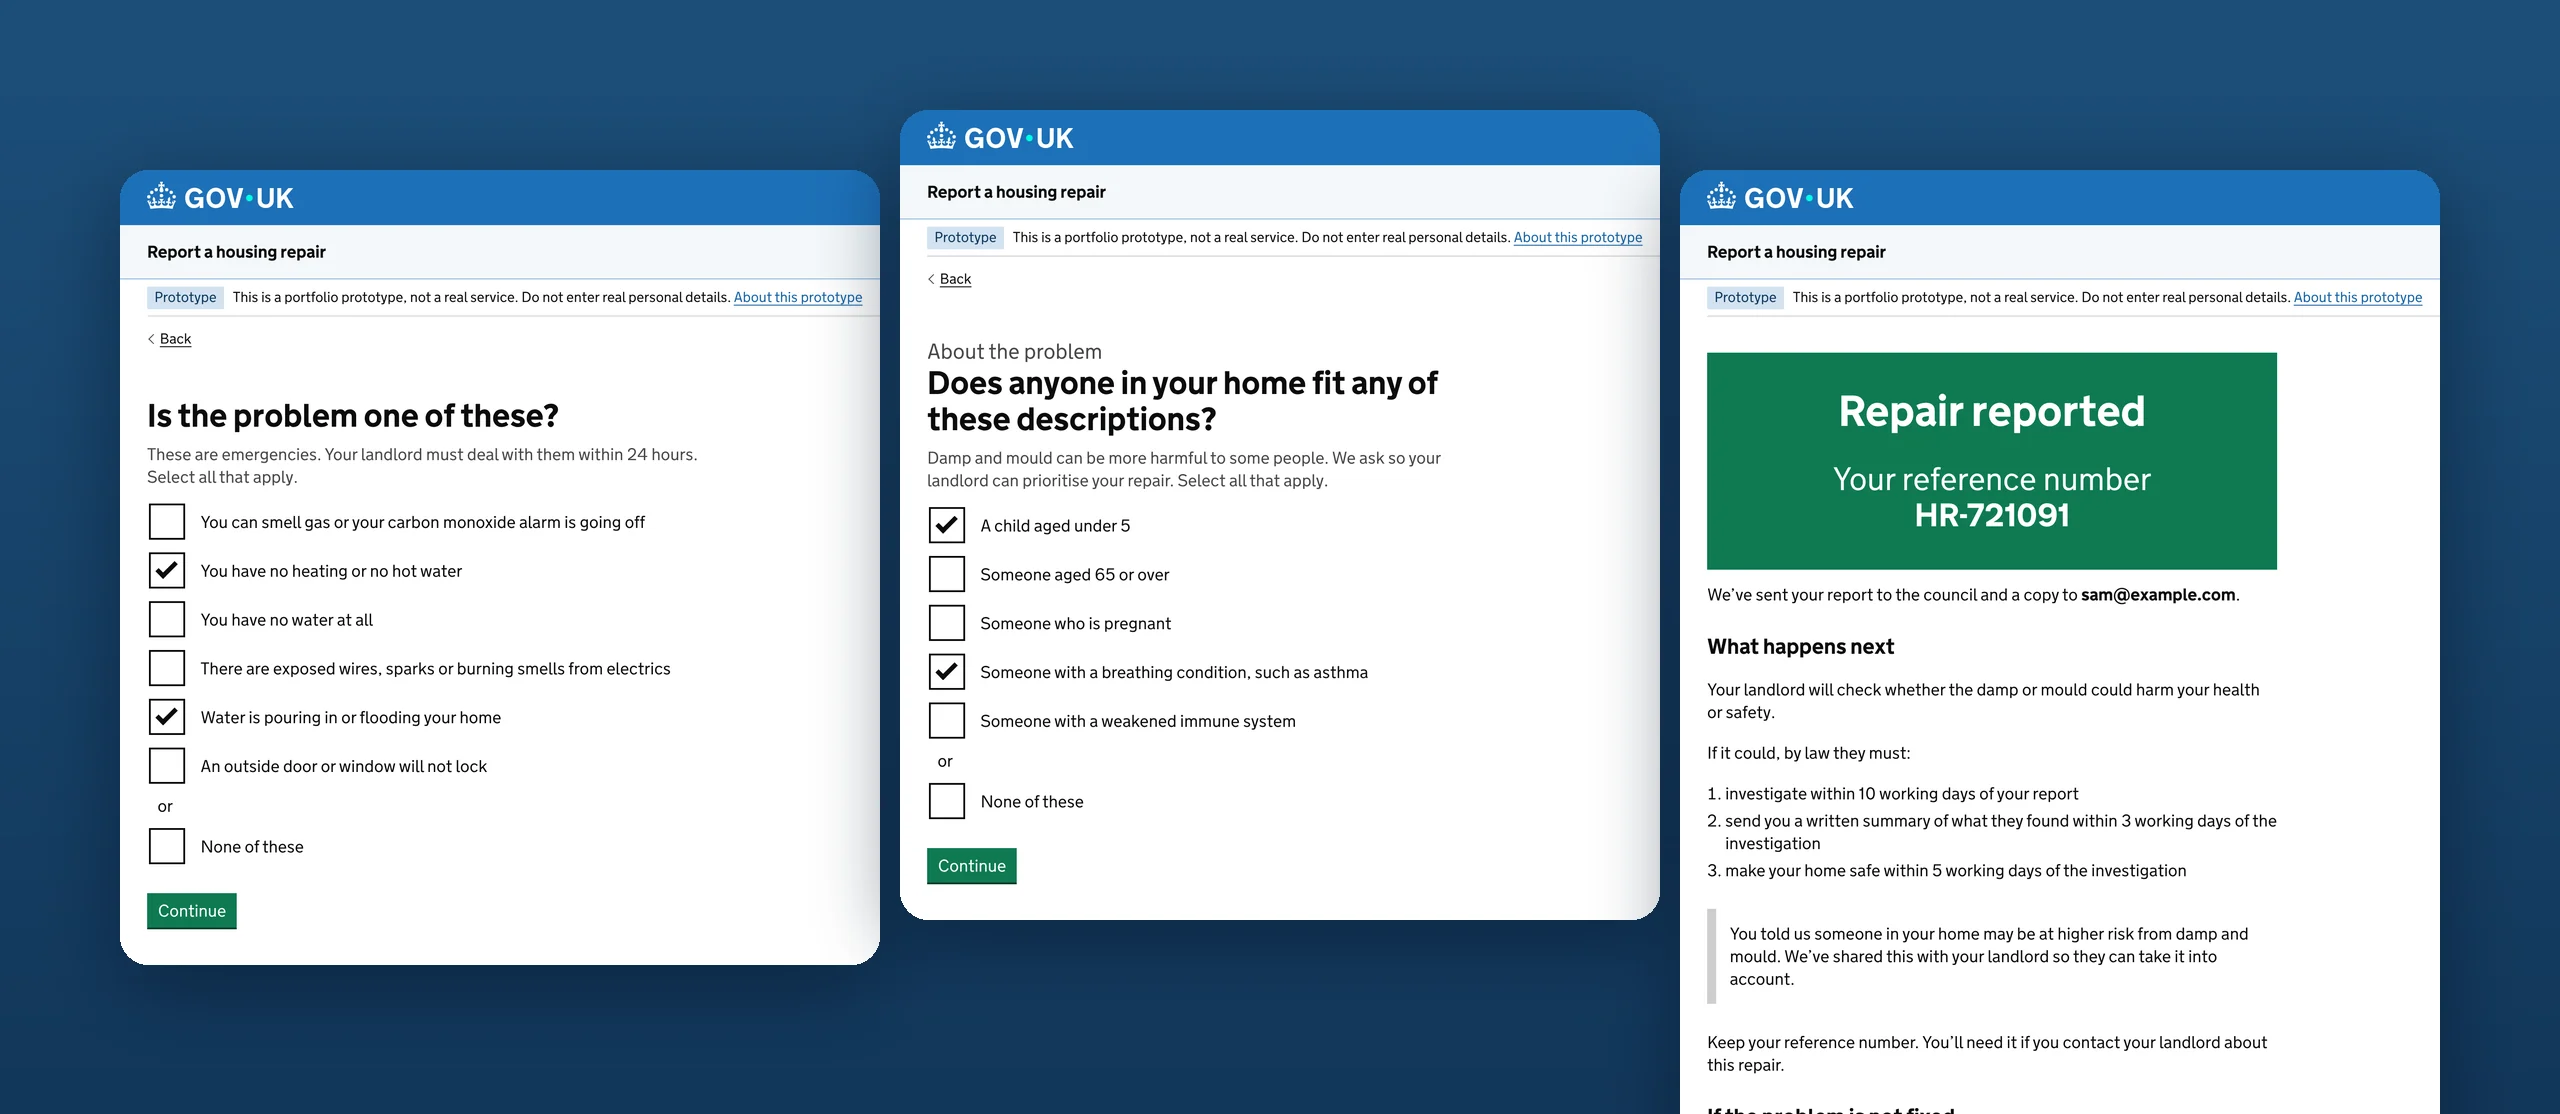 GOV·UK
Report a housing repair
Prototype This is a portfolio prototype, not a real service. Do not enter real personal details. About this prototype
Back
Is the problem one of these?
These are emergencies. Your landlord must deal with them within 24 hours.
Select all that apply.
You can smell gas or your carbon monoxide alarm is going off
You have no heating or no hot water
You have no water at all
There are exposed wires, sparks or burning smells from electrics
Water is pouring in or flooding your home
An outside door or window will not lock
or
None of these
Continue
GOV·UK
Report a housing repair
Prototype This is a portfolio prototype, not a real service. Do not enter real personal details. About this prototype
Back
About the problem
Does anyone in your home fit any of
these descriptions?
Damp and mould can be more harmful to some people. We ask so your
landlord can prioritise your repair. Select all that apply.
A child aged under 5
Someone aged 65 or over
Someone who is pregnant
Someone with a breathing condition, such as asthma
Someone with a weakened immune system
or
None of these
Continue
GOV·UK
Report a housing repair
Prototype This is a portfolio prototype, not a real service. Do not enter real personal details. About this prototype
Repair reported
Your reference number
HR-721091
We've sent your report to the council and a copy to sam@example.com.
What happens next
Your landlord will check whether the damp or mould could harm your health
or safety.
If it could, by law they must:
1. investigate within 10 working days of your report
2. send you a written summary of what they found within 3 working days of the
investigation
3. make your home safe within 5 working days of the investigation
You told us someone in your home may be at higher risk from damp and
mould. We've shared this with your landlord so they can take it into
account.
Keep your reference number. You'll need it if you contact your landlord about
this repair.
If the problem is not fixed